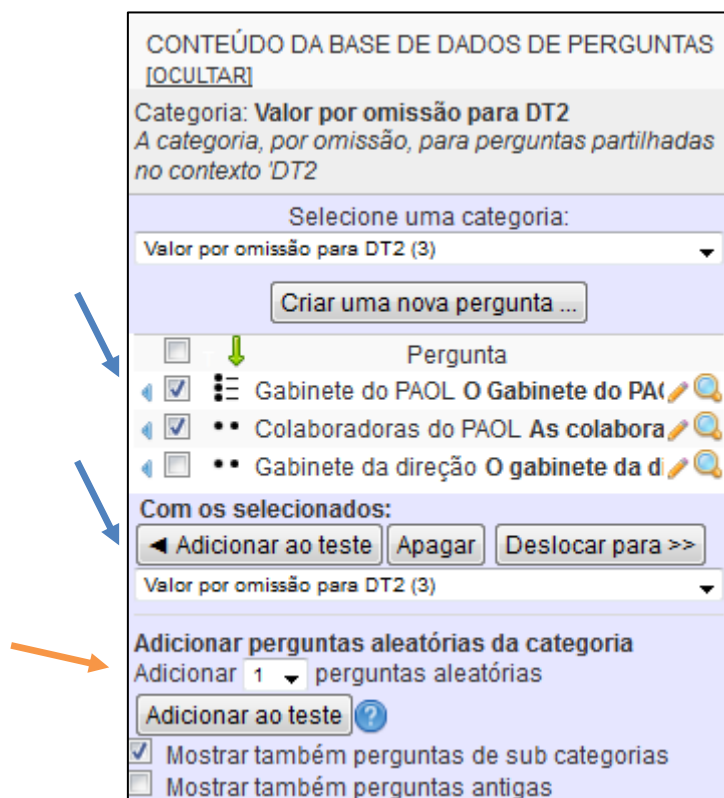 CONTEÚDO DA BASE DE DADOS DE PERGUNTAS
[OCULTAR]
Categoria: Valor por omissão para DT2
A categoria, por omissão, para perguntas partilhadas
no contexto 'DT2
Selecione uma categoria:
Valor por omissão para DT2 (3)
Criar uma nova pergunta ...
Pergunta
Gabinete do PAOL O Gabinete do PAO
Colaboradoras do PAOL As colabora
Gabinete da direção O gabinete da di
Com os selecionados:
◄ Adicionar ao teste Apagar Deslocar para >>
Valor por omissão para DT2 (3)
Adicionar perguntas aleatórias da categoria
Adicionar 1 perguntas aleatórias
Adicionar ao teste ?
Mostrar também perguntas de sub categorias
Mostrar também perguntas antigas